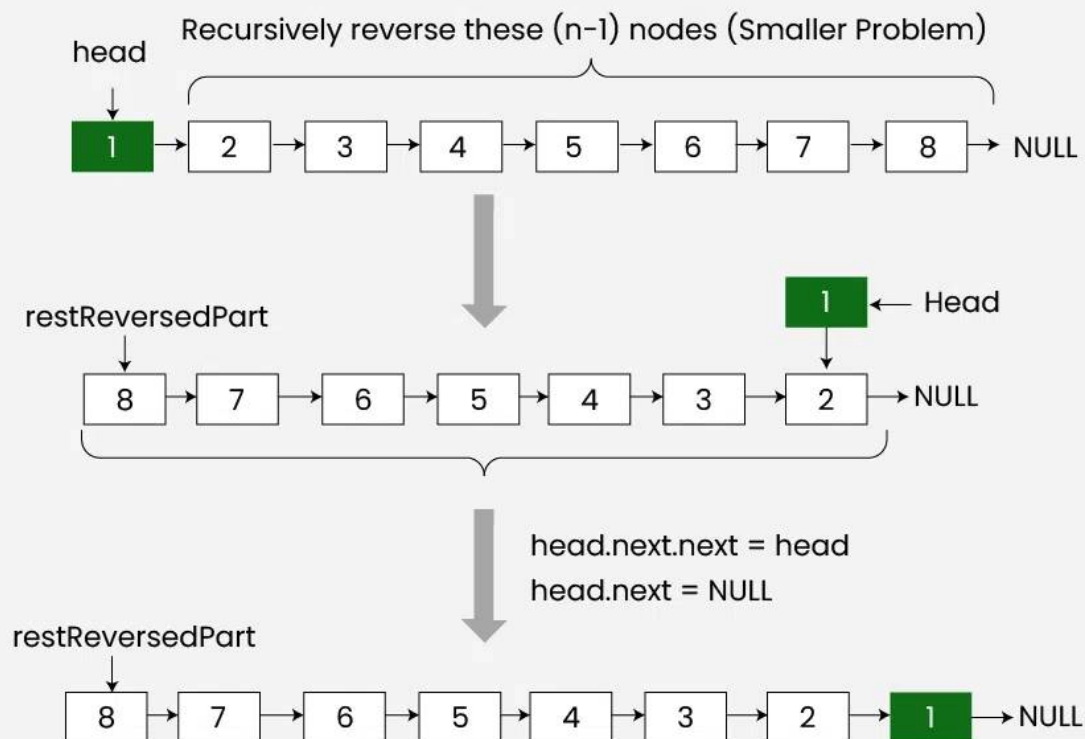 Recursively reverse these (n-1) nodes (Smaller Problem)
head
1 2 3 4 5 6 7 8 NULL
1 Head
restReversedPart
8 7 6 5 4 3 2 NULL
head.next.next = head
head.next = NULL
restReversedPart
8 7 6 5 4 3 2 1 NULL